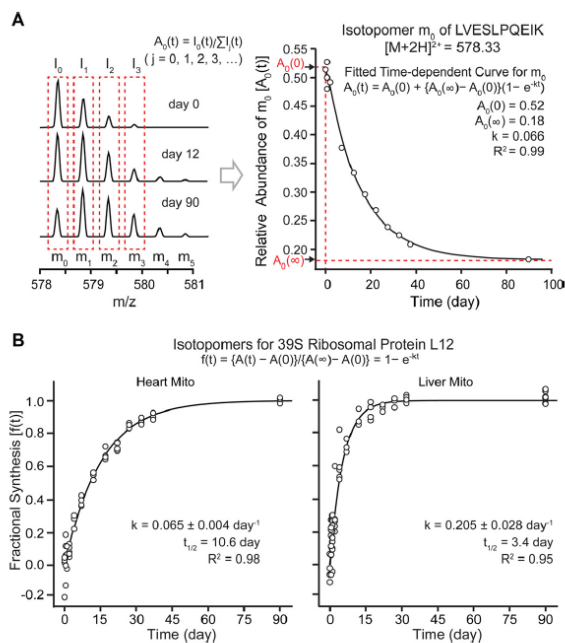 A
A₀(t) = I₀(t)/ΣIⱼ(t)
( j = 0, 1, 2, 3, …)
I₀ I₁ I₂ I₃
day 0
day 12
day 90
m₀ m₁ m₂ m₃ m₄ m₅
578 579 580 581
m/z
Isotopomer m₀ of LVESLPQEIK
[M+2H]²⁺ = 578.33
Fitted Time-dependent Curve for m₀
A₀(t) = A₀(0) + {A₀(∞)− A₀(0)}(1− e⁻ᵏᵗ)
A₀(0) = 0.52
A₀(∞) = 0.18
k = 0.066
R² = 0.99
Relative Abundance of m₀ [A₀(t)]
A₀(0)
A₀(∞)
0.55
0.50
0.45
0.40
0.35
0.30
0.25
0.20
0 20 40 60 80 100
Time (day)
B
Isotopomers for 39S Ribosomal Protein L12
f(t) = {A(t) − A(0)}/{A(∞)− A(0)} = 1− e⁻ᵏᵗ
Heart Mito
Fractional Synthesis [f(t)]
1.0
0.8
0.6
0.4
0.2
0.0
-0.2
k = 0.065 ± 0.004 day⁻¹
t₁/₂ = 10.6 day
R² = 0.98
0 15 30 45 60 75 90
Time (day)
Liver Mito
k = 0.205 ± 0.028 day⁻¹
t₁/₂ = 3.4 day
R² = 0.95
0 15 30 45 60 75 90
Time (day)